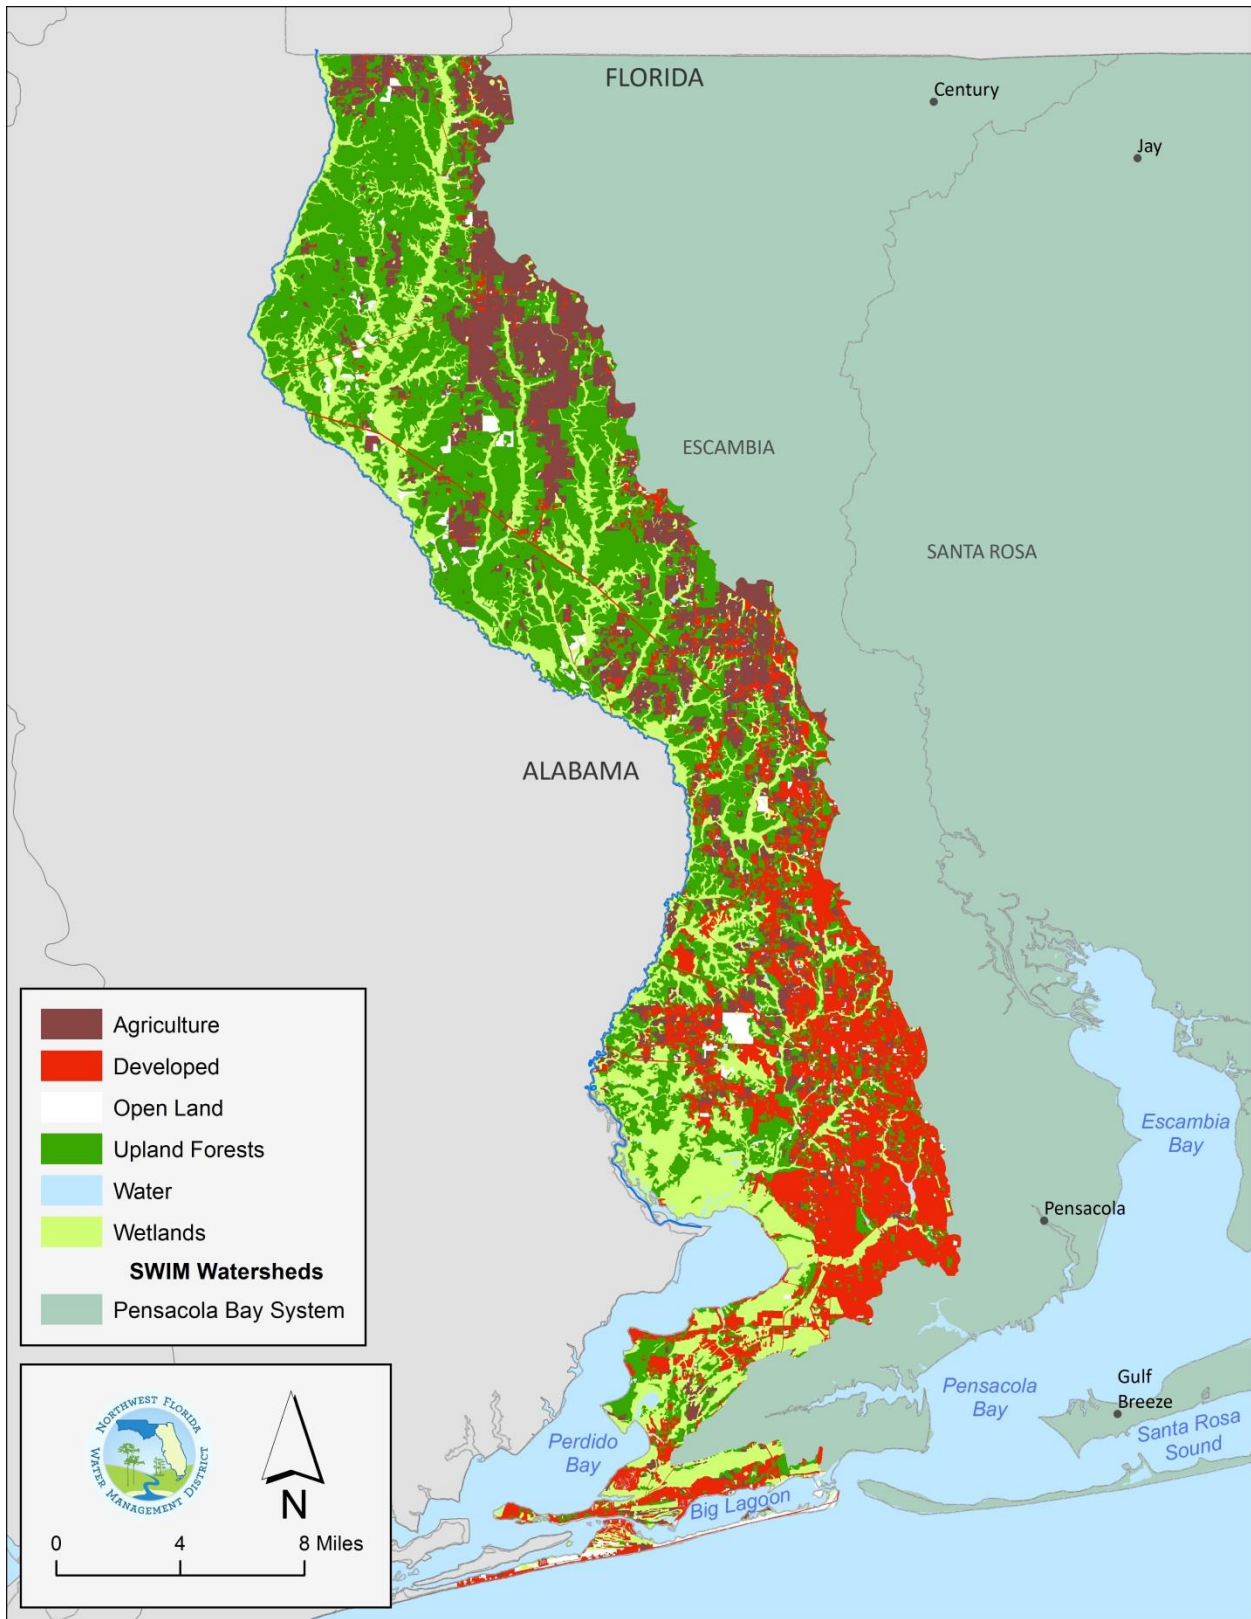 FLORIDA
Century
Jay
ESCAMBIA
SANTA ROSA
ALABAMA
Agriculture
Developed
Open Land
Upland Forests
Water
Wetlands
SWIM Watersheds
Pensacola Bay System
Escambia
Bay
Pensacola
Pensacola
Bay
Gulf
Breeze
Santa Rosa
Sound
Perdido
Bay
Big Lagoon
NORTHWEST FLORIDA
WATER MANAGEMENT DISTRICT
N
0 4 8 Miles